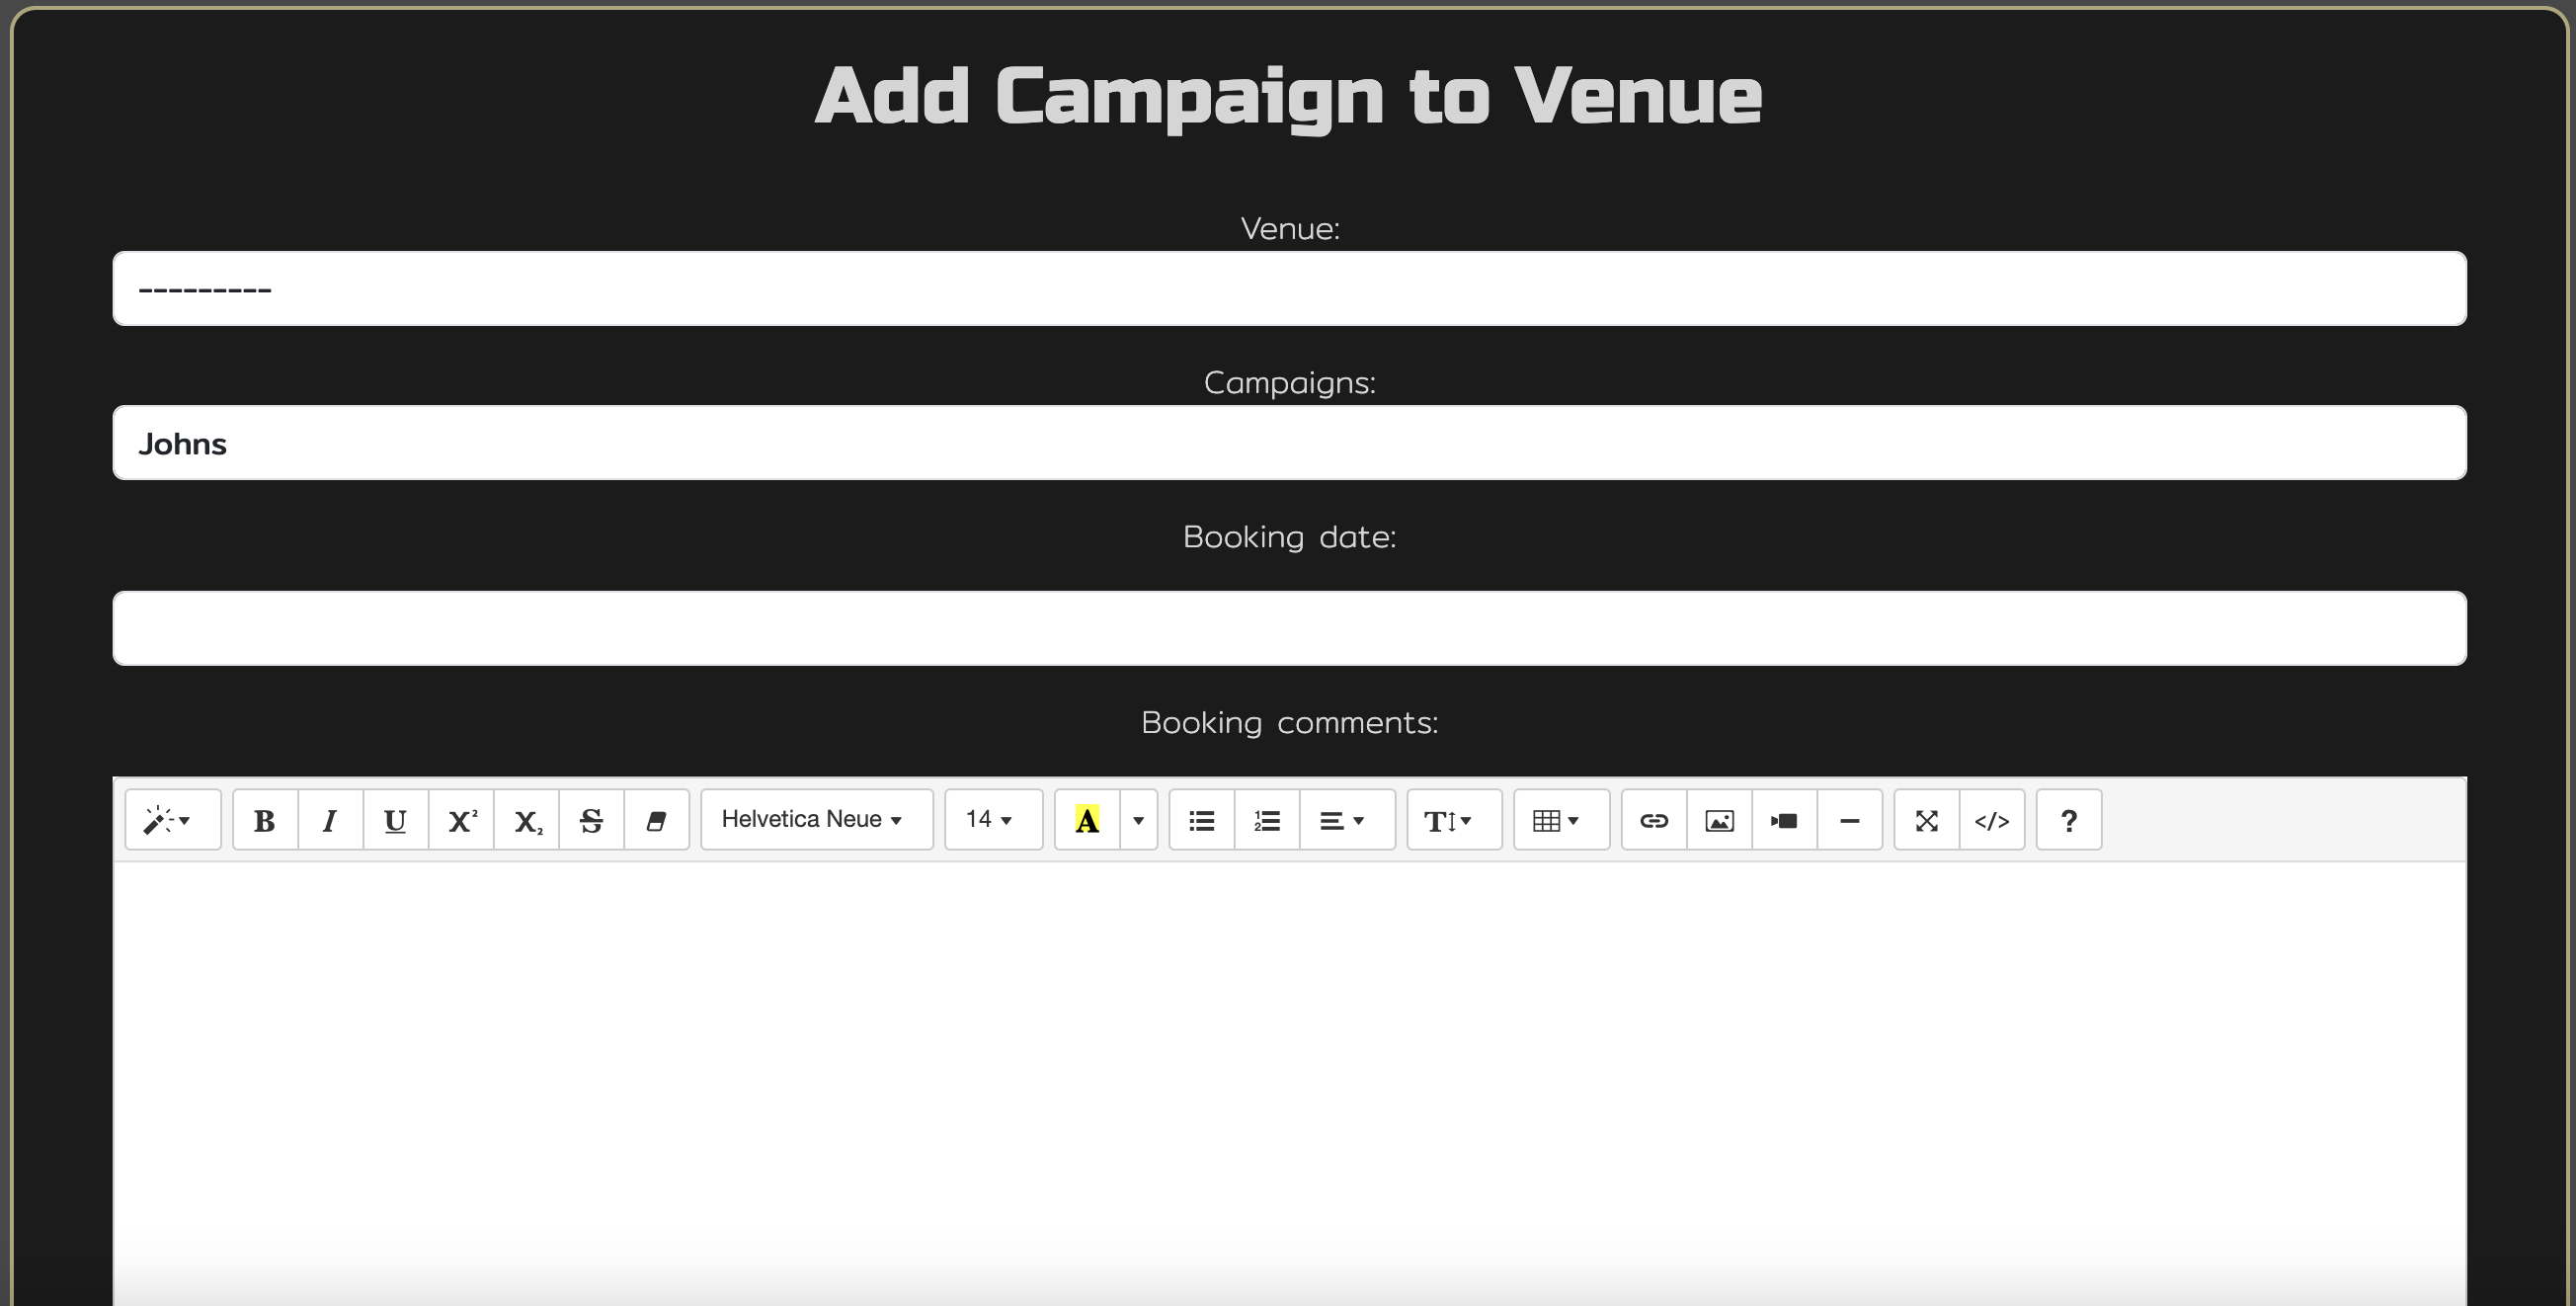 Add Campaign to Venue
Venue:
---------
Campaigns:
Johns
Booking date:
Booking comments:
B I U X² X₂ S Helvetica Neue 14 A T </> ?